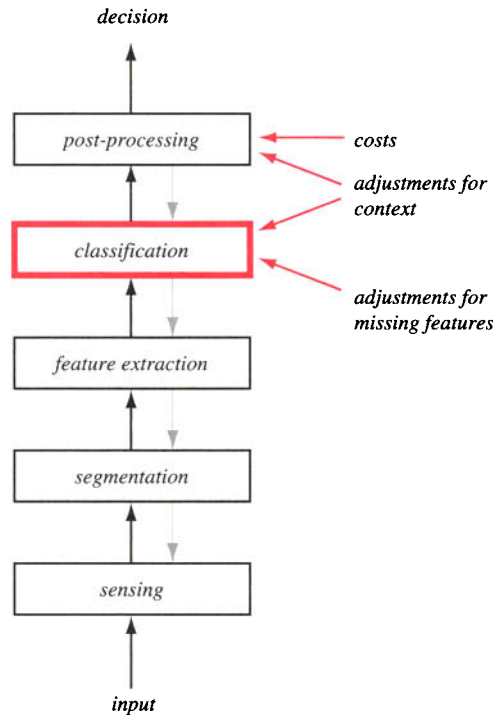 decision
post-processing
costs
adjustments for
context
classification
adjustments for
missing features
feature extraction
segmentation
sensing
input